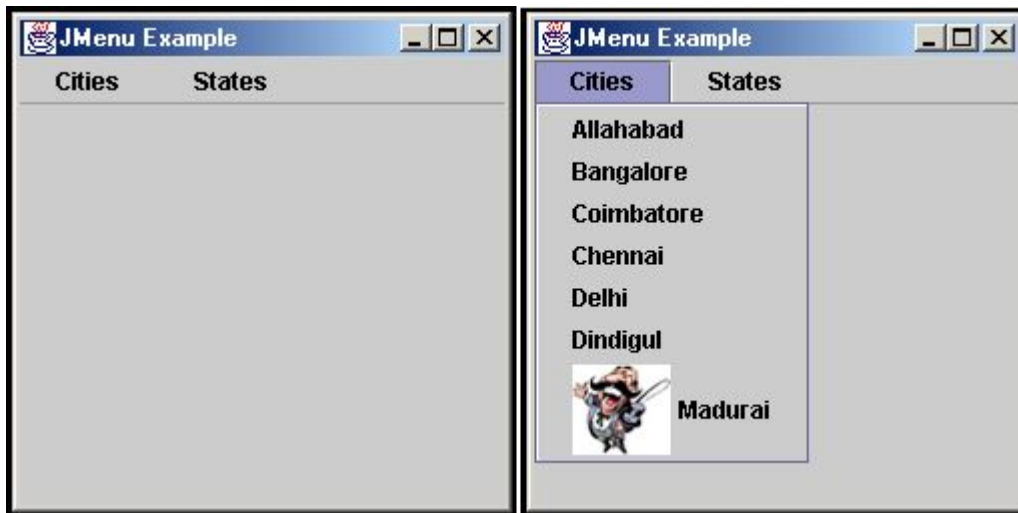 JMenu Example
Cities States
JMenu Example
Cities States
Allahabad
Bangalore
Coimbatore
Chennai
Delhi
Dindigul
Madurai